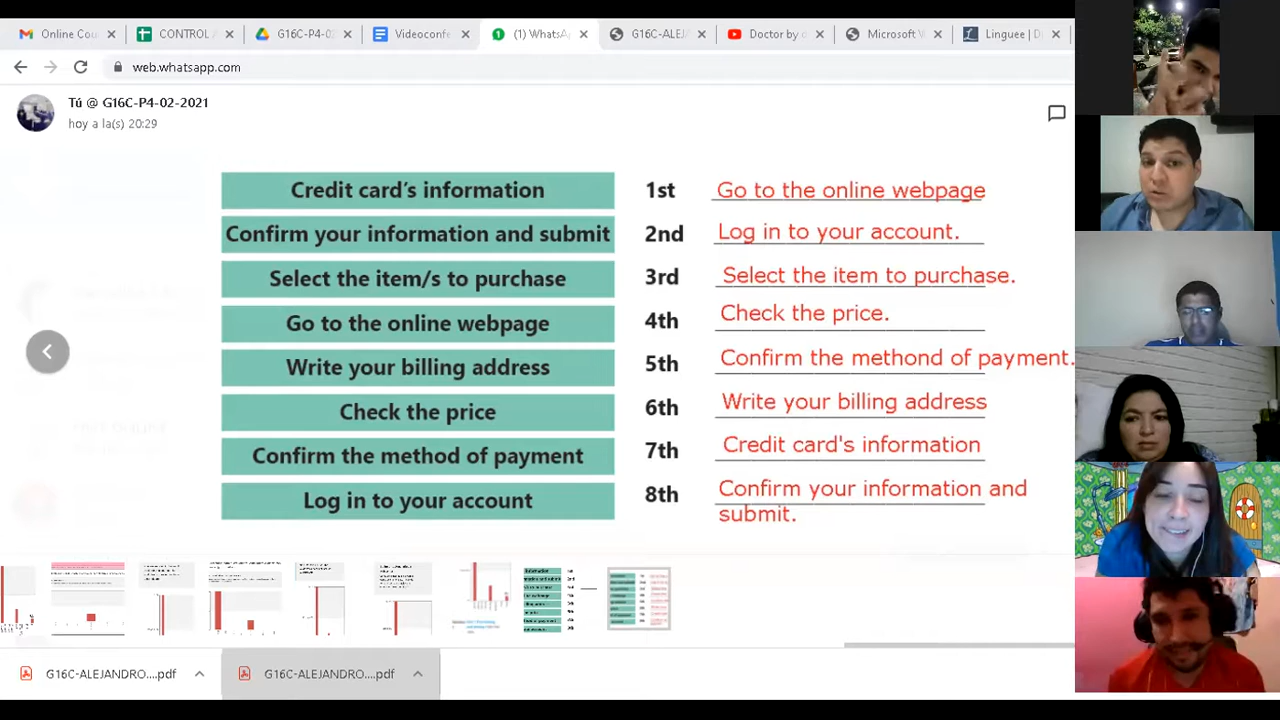 Online Cou
CONTROL
G16C-P4-0
Videoconfe
(1) WhatsA
G16C-ALEJ
Doctor by
Microsoft
Linguee | D
web.whatsapp.com
Tú @ G16C-P4-02-2021
hoy a la(s) 20:29
Credit card's information 1st Go to the online webpage
Confirm your information and submit 2nd Log in to your account.
Select the item/s to purchase 3rd Select the item to purchase.
Go to the online webpage 4th Check the price.
Write your billing address 5th Confirm the methond of payment.
Check the price 6th Write your billing address
Confirm the method of payment 7th Credit card's information
Log in to your account 8th Confirm your information and
submit.
G16C-ALEJANDRO....pdf
G16C-ALEJANDRO....pdf